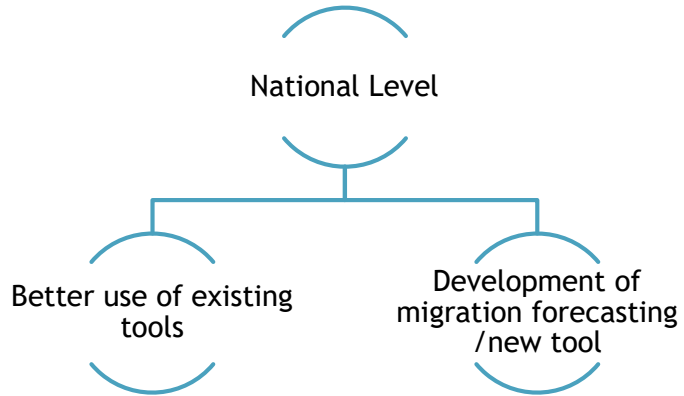 National Level
Better use of existing
tools
Development of
migration forecasting
/new tool